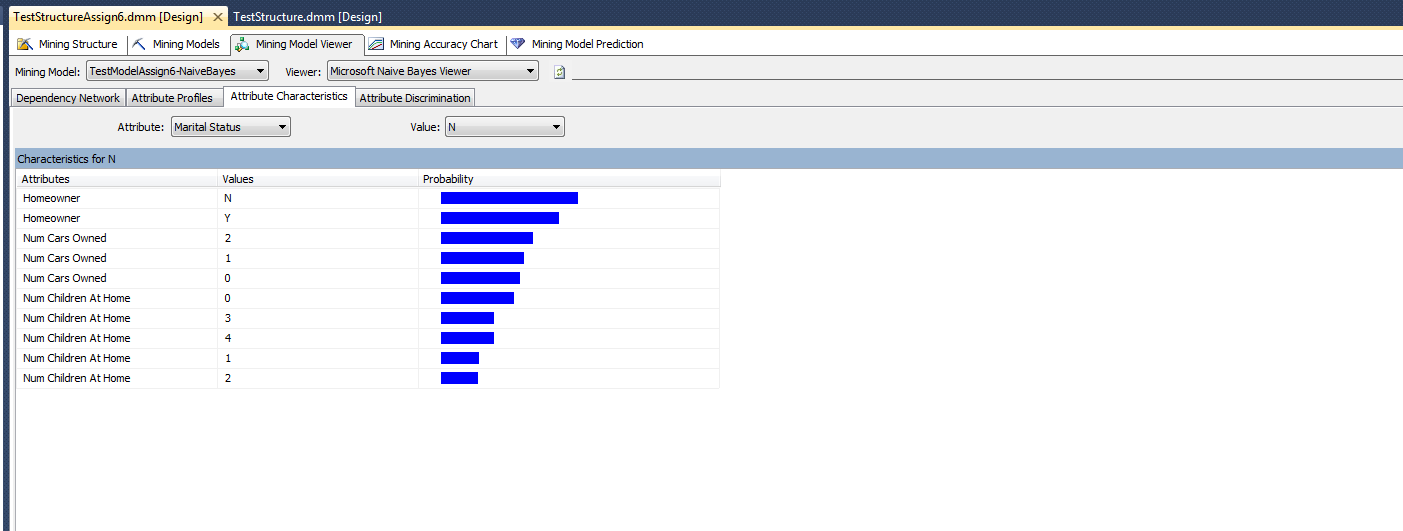 TestStructureAssign6.dmm [Design] TestStructure.dmm [Design]
Mining Structure Mining Models Mining Model Viewer Mining Accuracy Chart Mining Model Prediction
Mining Model: TestModelAssign6-NaiveBayes Viewer: Microsoft Naive Bayes Viewer
Dependency Network Attribute Profiles Attribute Characteristics Attribute Discrimination
Attribute: Marital Status Value: N
Characteristics for N
Attributes Values Probability
Homeowner N
Homeowner Y
Num Cars Owned 2
Num Cars Owned 1
Num Cars Owned 0
Num Children At Home 0
Num Children At Home 3
Num Children At Home 4
Num Children At Home 1
Num Children At Home 2